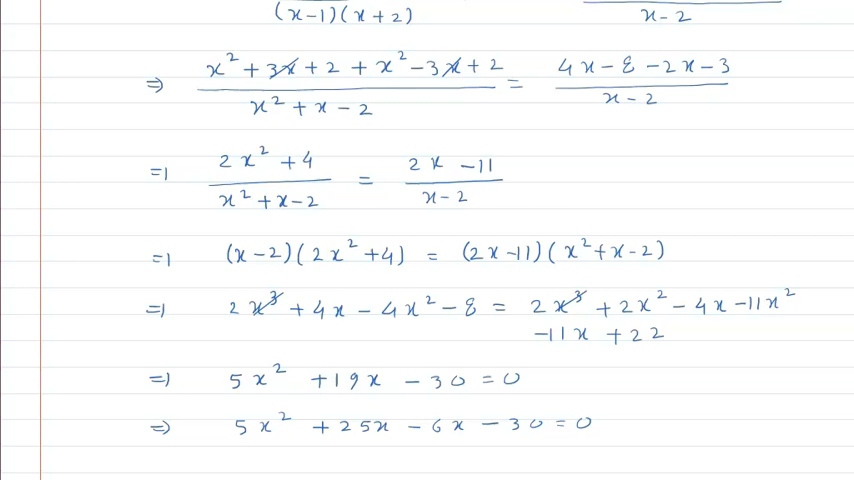 (x-1)(x+2) x-2
⇒ (x² + 3x + 2 + x² - 3x + 2)/(x² + x - 2) = (4x - 8 - 2x - 3)/(x - 2)
⇒ (2x² + 4)/(x² + x - 2) = (2x - 11)/(x - 2)
⇒ (x - 2)(2x² + 4) = (2x - 11)(x² + x - 2)
⇒ 2x³ + 4x - 4x² - 8 = 2x³ + 2x² - 4x - 11x²
-11x + 22
⇒ 5x² + 19x - 30 = 0
⇒ 5x² + 25x - 6x - 30 = 0